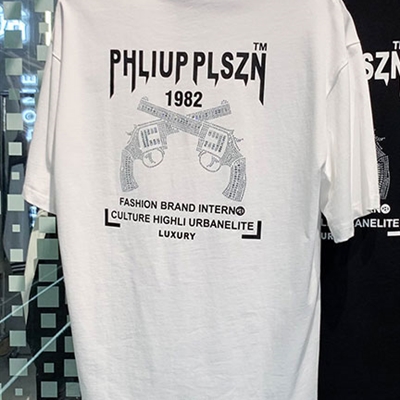 TM
PHLIUP PLSZN
1982
FASHION BRAND INTERN
CULTURE HIGHLI URBANELITE
LUXURY
SZN
ANELITE